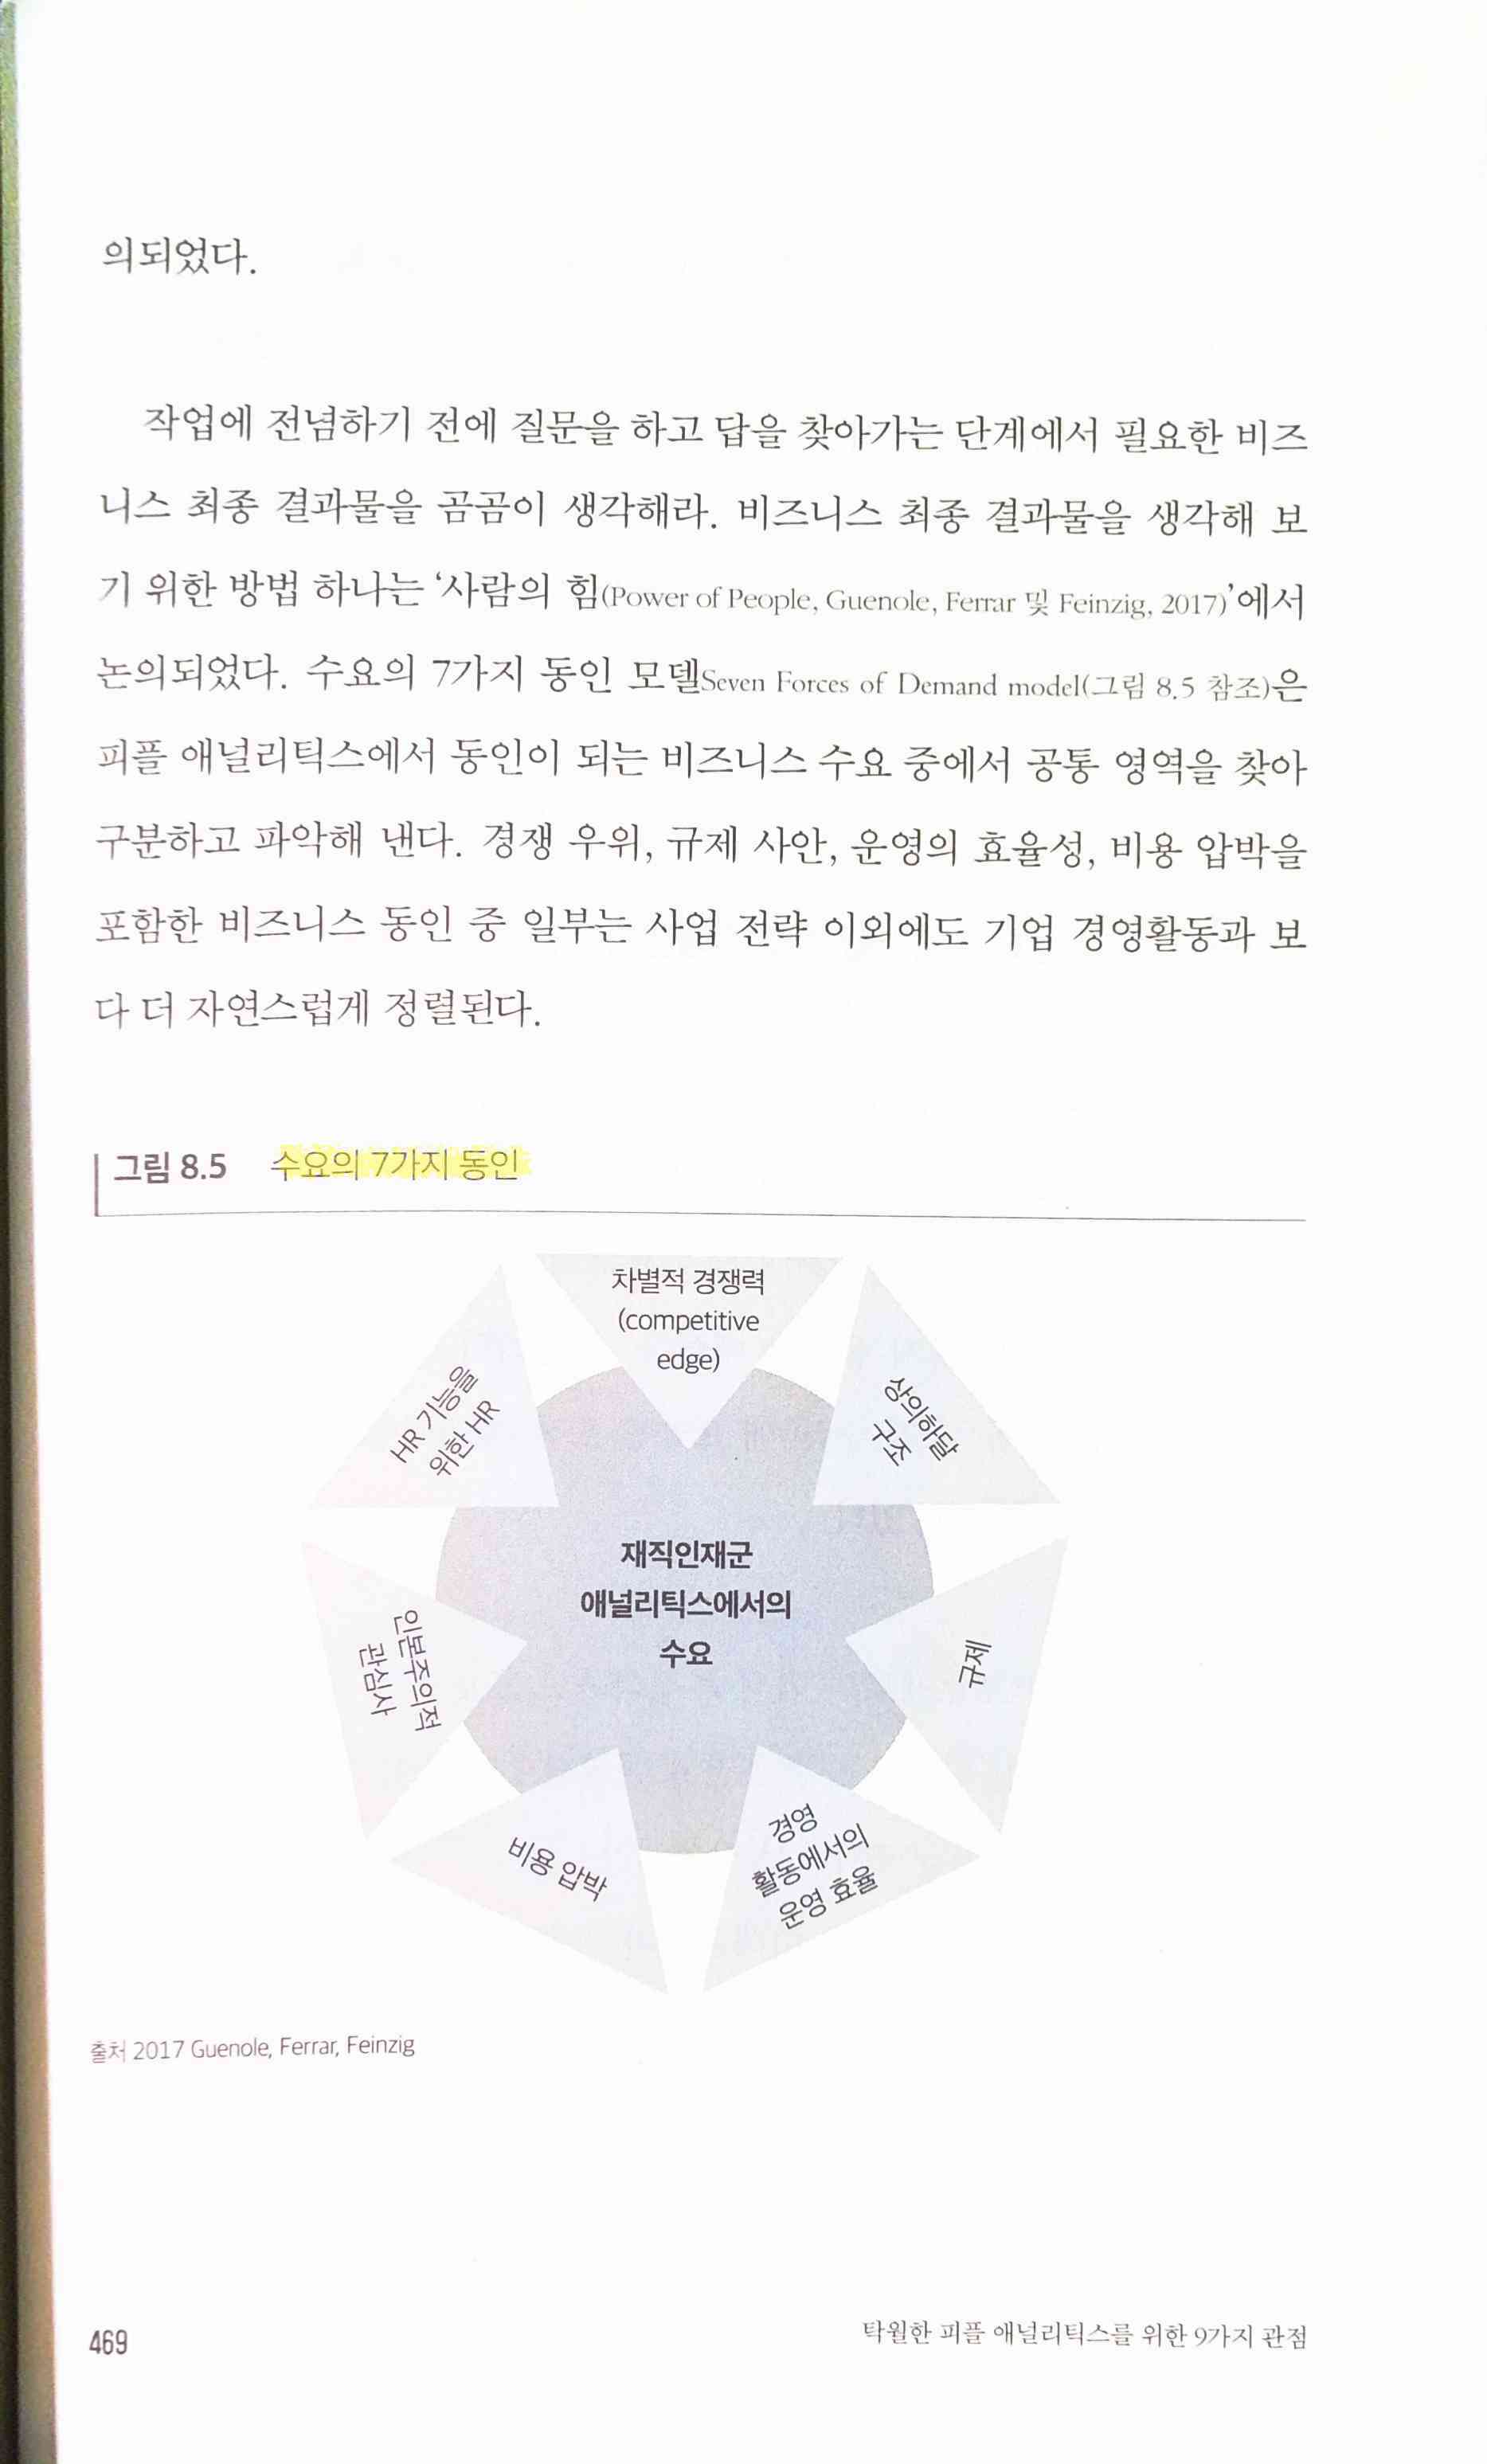 의되었다.
작업에 전념하기 전에 질문을 하고 답을 찾아가는 단계에서 필요한 비즈
니스 최종 결과물을 곰곰이 생각해라. 비즈니스 최종 결과물을 생각해 보
기 위한 방법 하나는 ‘사람의 힘(Power of People, Guenole, Ferrar 및 Feinzig, 2017)’에서
논의되었다. 수요의 7가지 동인 모델Seven Forces of Demand model(그림 8.5 참조)은
피플 애널리틱스에서 동인이 되는 비즈니스 수요 중에서 공통 영역을 찾아
구분하고 파악해 낸다. 경쟁 우위, 규제 사안, 운영의 효율성, 비용 압박을
포함한 비즈니스 동인 중 일부는 사업 전략 이외에도 기업 경영활동과 보
다 더 자연스럽게 정렬된다.
그림 8.5 수요의 7가지 동인
차별적 경쟁력
(competitive
edge)
상의하달
구조
규제
경영
활동에서의
운영 효율
비용 압박
인본주의적
관심사
HR 기능을
위한 HR
재직인재군
애널리틱스에서의
수요
출처 2017 Guenole, Ferrar, Feinzig
469
탁월한 피플 애널리틱스를 위한 9가지 관점